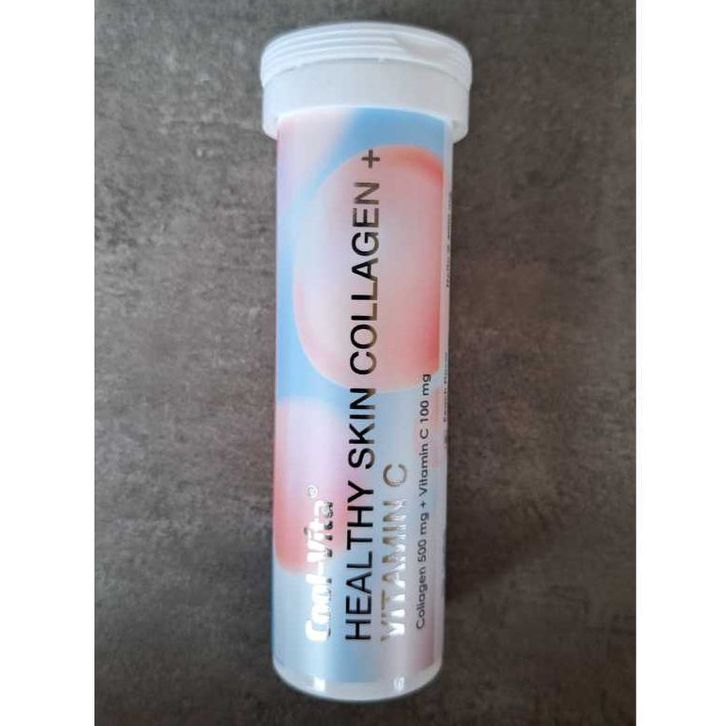 Cool-Vita®
HEALTHY SKIN COLLAGEN +
VITAMIN C
Collagen 500 mg + Vitamin C 100 mg